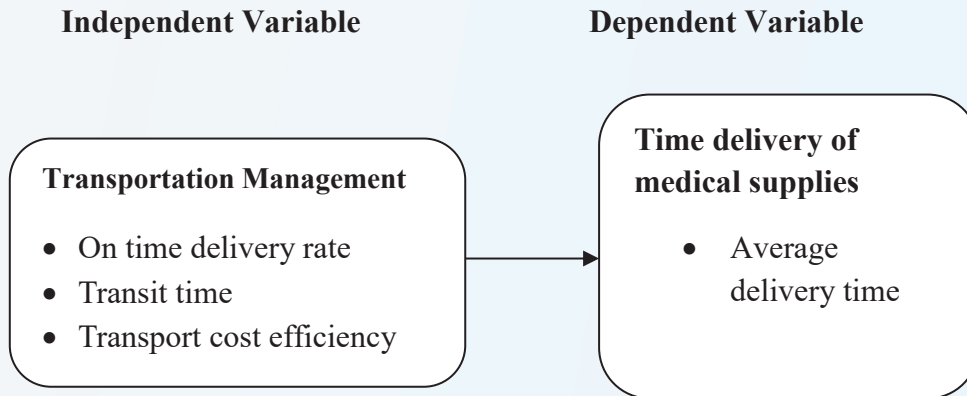 Independent Variable
Dependent Variable
Transportation Management
• On time delivery rate
• Transit time
• Transport cost efficiency
Time delivery of
medical supplies
• Average
delivery time